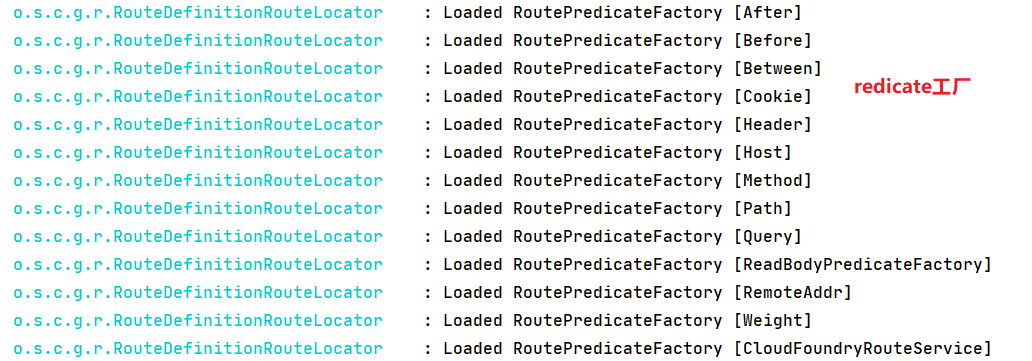 o.s.c.g.r.RouteDefinitionRouteLocator : Loaded RoutePredicateFactory [After]
o.s.c.g.r.RouteDefinitionRouteLocator : Loaded RoutePredicateFactory [Before]
o.s.c.g.r.RouteDefinitionRouteLocator : Loaded RoutePredicateFactory [Between]
redicate工厂
o.s.c.g.r.RouteDefinitionRouteLocator : Loaded RoutePredicateFactory [Cookie]
o.s.c.g.r.RouteDefinitionRouteLocator : Loaded RoutePredicateFactory [Header]
o.s.c.g.r.RouteDefinitionRouteLocator : Loaded RoutePredicateFactory [Host]
o.s.c.g.r.RouteDefinitionRouteLocator : Loaded RoutePredicateFactory [Method]
o.s.c.g.r.RouteDefinitionRouteLocator : Loaded RoutePredicateFactory [Path]
o.s.c.g.r.RouteDefinitionRouteLocator : Loaded RoutePredicateFactory [Query]
o.s.c.g.r.RouteDefinitionRouteLocator : Loaded RoutePredicateFactory [ReadBodyPredicateFactory]
o.s.c.g.r.RouteDefinitionRouteLocator : Loaded RoutePredicateFactory [RemoteAddr]
o.s.c.g.r.RouteDefinitionRouteLocator : Loaded RoutePredicateFactory [Weight]
o.s.c.g.r.RouteDefinitionRouteLocator : Loaded RoutePredicateFactory [CloudFoundryRouteService]